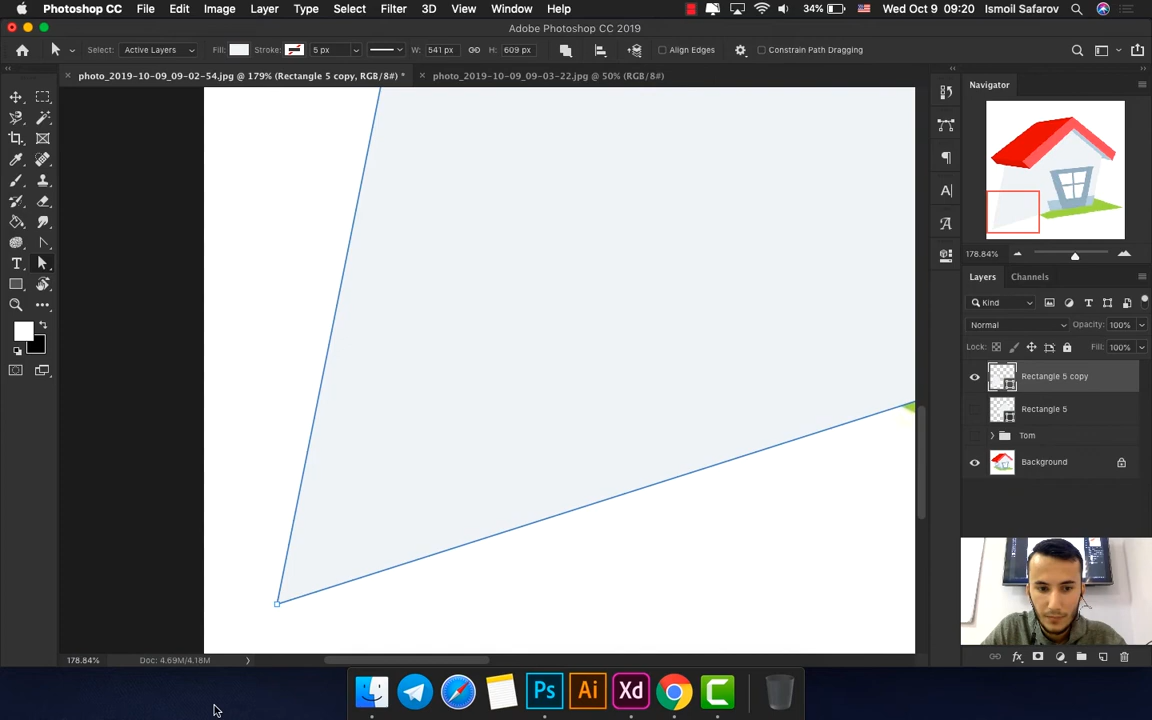 Photoshop CC File Edit Image Layer Type Select Filter 3D View Window Help 34% Wed Oct 9 09:20 Ismoil Safarov
Adobe Photoshop CC 2019
Select: Active Layers Fill: Stroke: 5 px W: 541 px H: 609 px Align Edges Constrain Path Dragging
photo_2019-10-09_09-02-54.jpg @ 179% (Rectangle 5 copy, RGB/8#) * photo_2019-10-09_09-03-22.jpg @ 50% (RGB/8#)
Navigator
178.84%
Layers Channels
Kind
Normal Opacity: 100%
Lock: Fill: 100%
Rectangle 5 copy
Rectangle 5
Tom
Background
178.84% Doc: 4.69M/4.18M
Ps Ai Xd